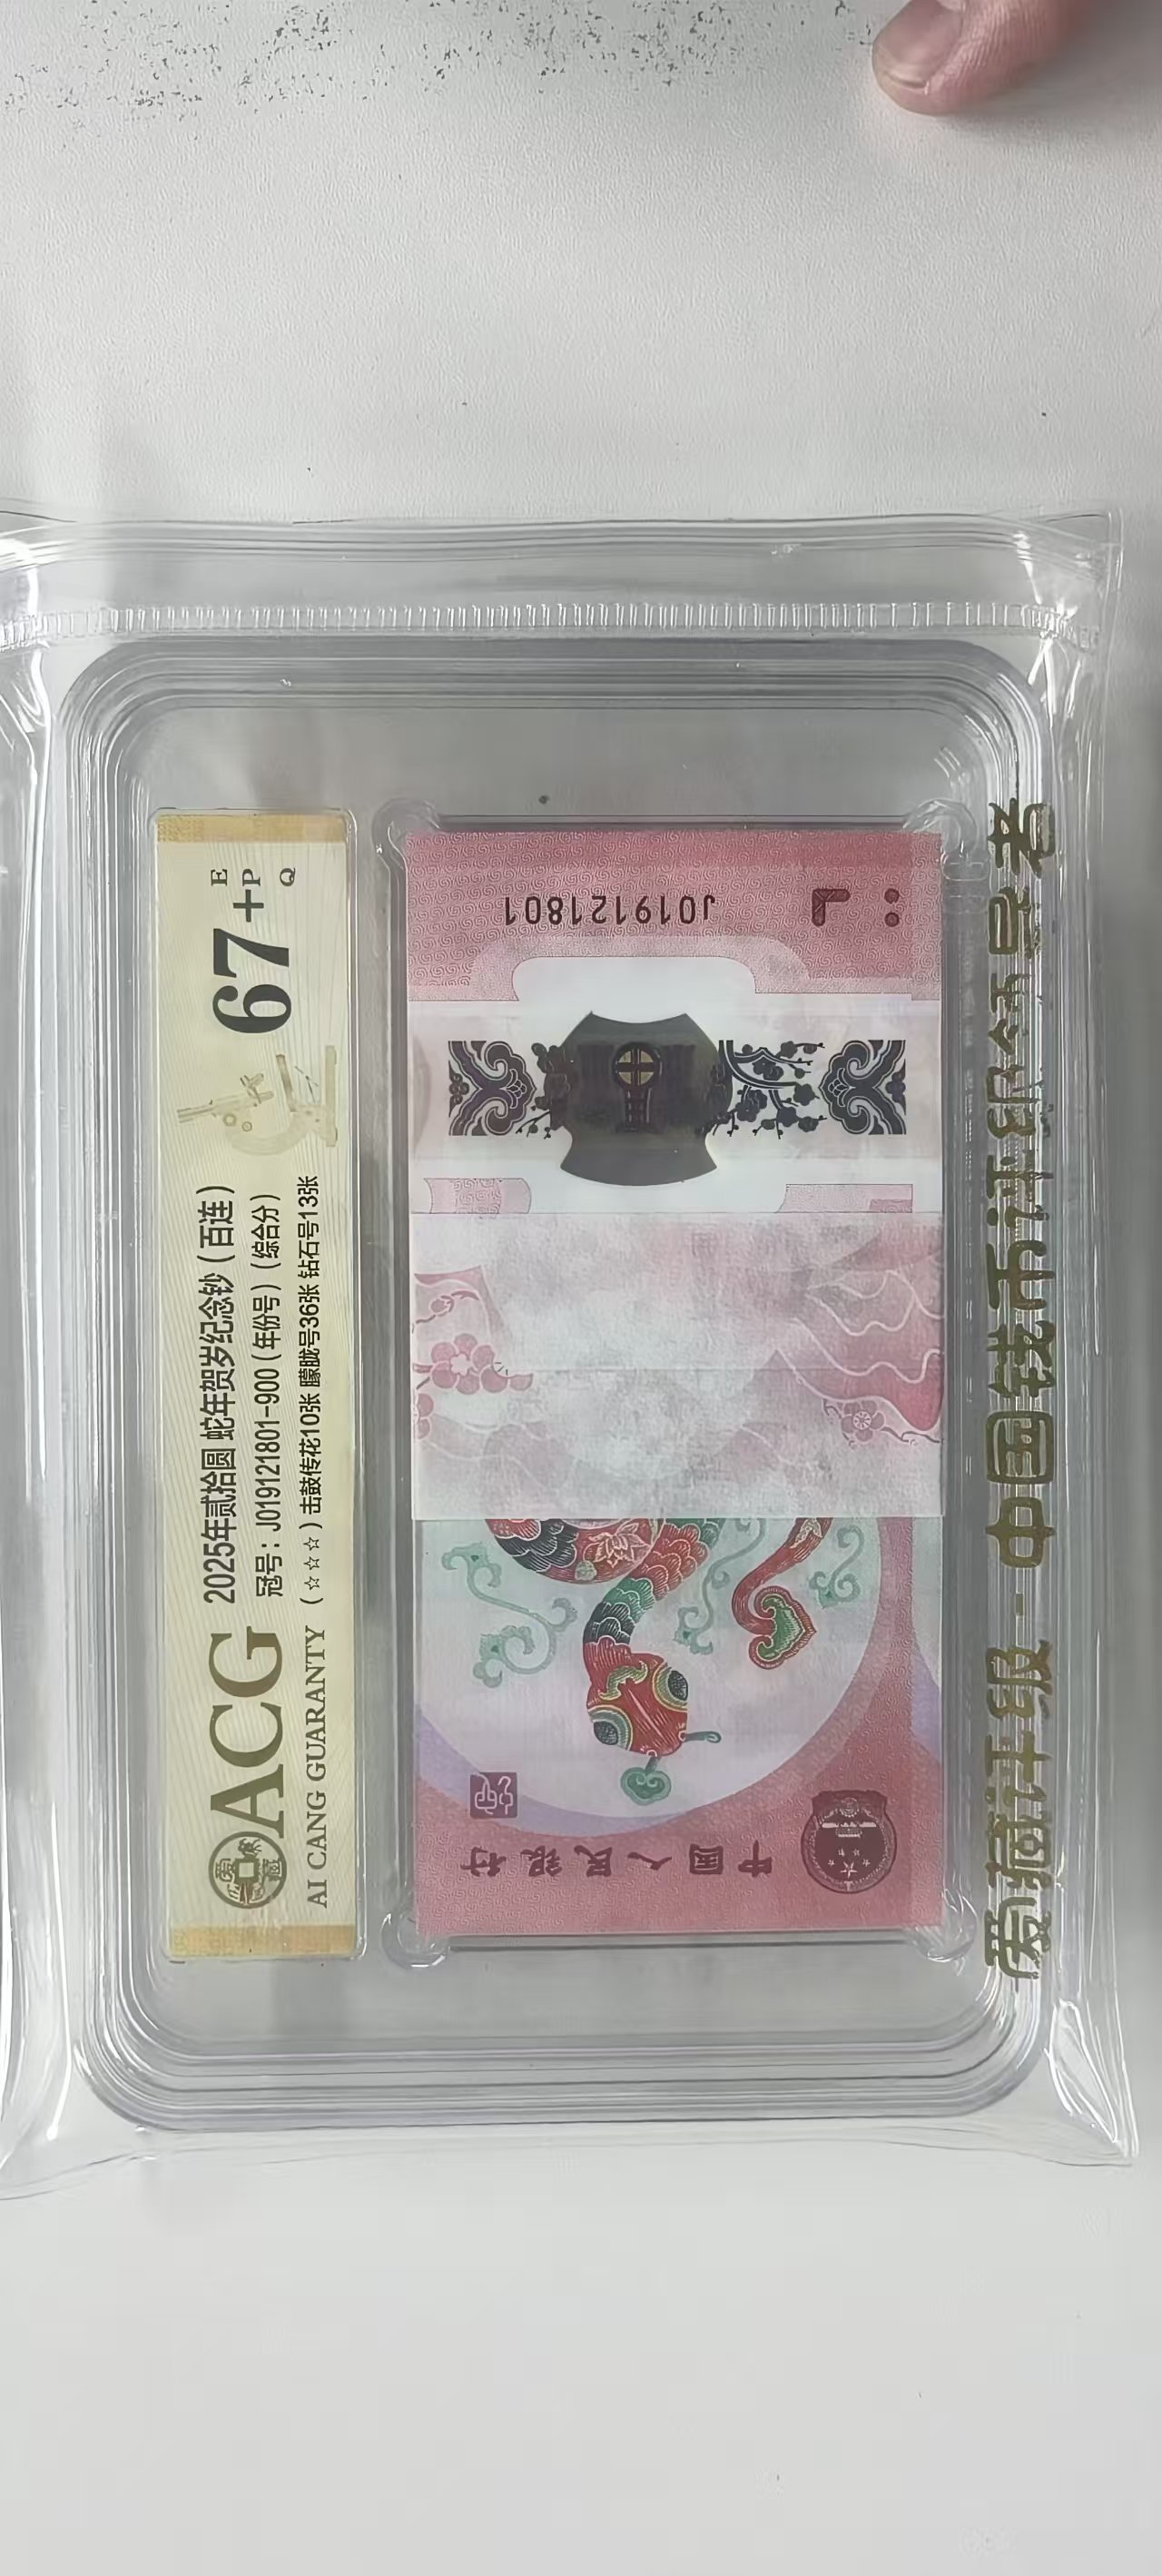 ACG
AI CANG GUARANTY
2025年贰拾圆 蛇年贺岁纪念钞(百连)
冠号:J019121801-900(年份号)(综合分)
(☆☆☆)击鼓传花10张 朦胧号36张 钻石号13张
67+
E
P
Q
中国人民银行
J019121801
爱藏评级-中国钱币评级领导者